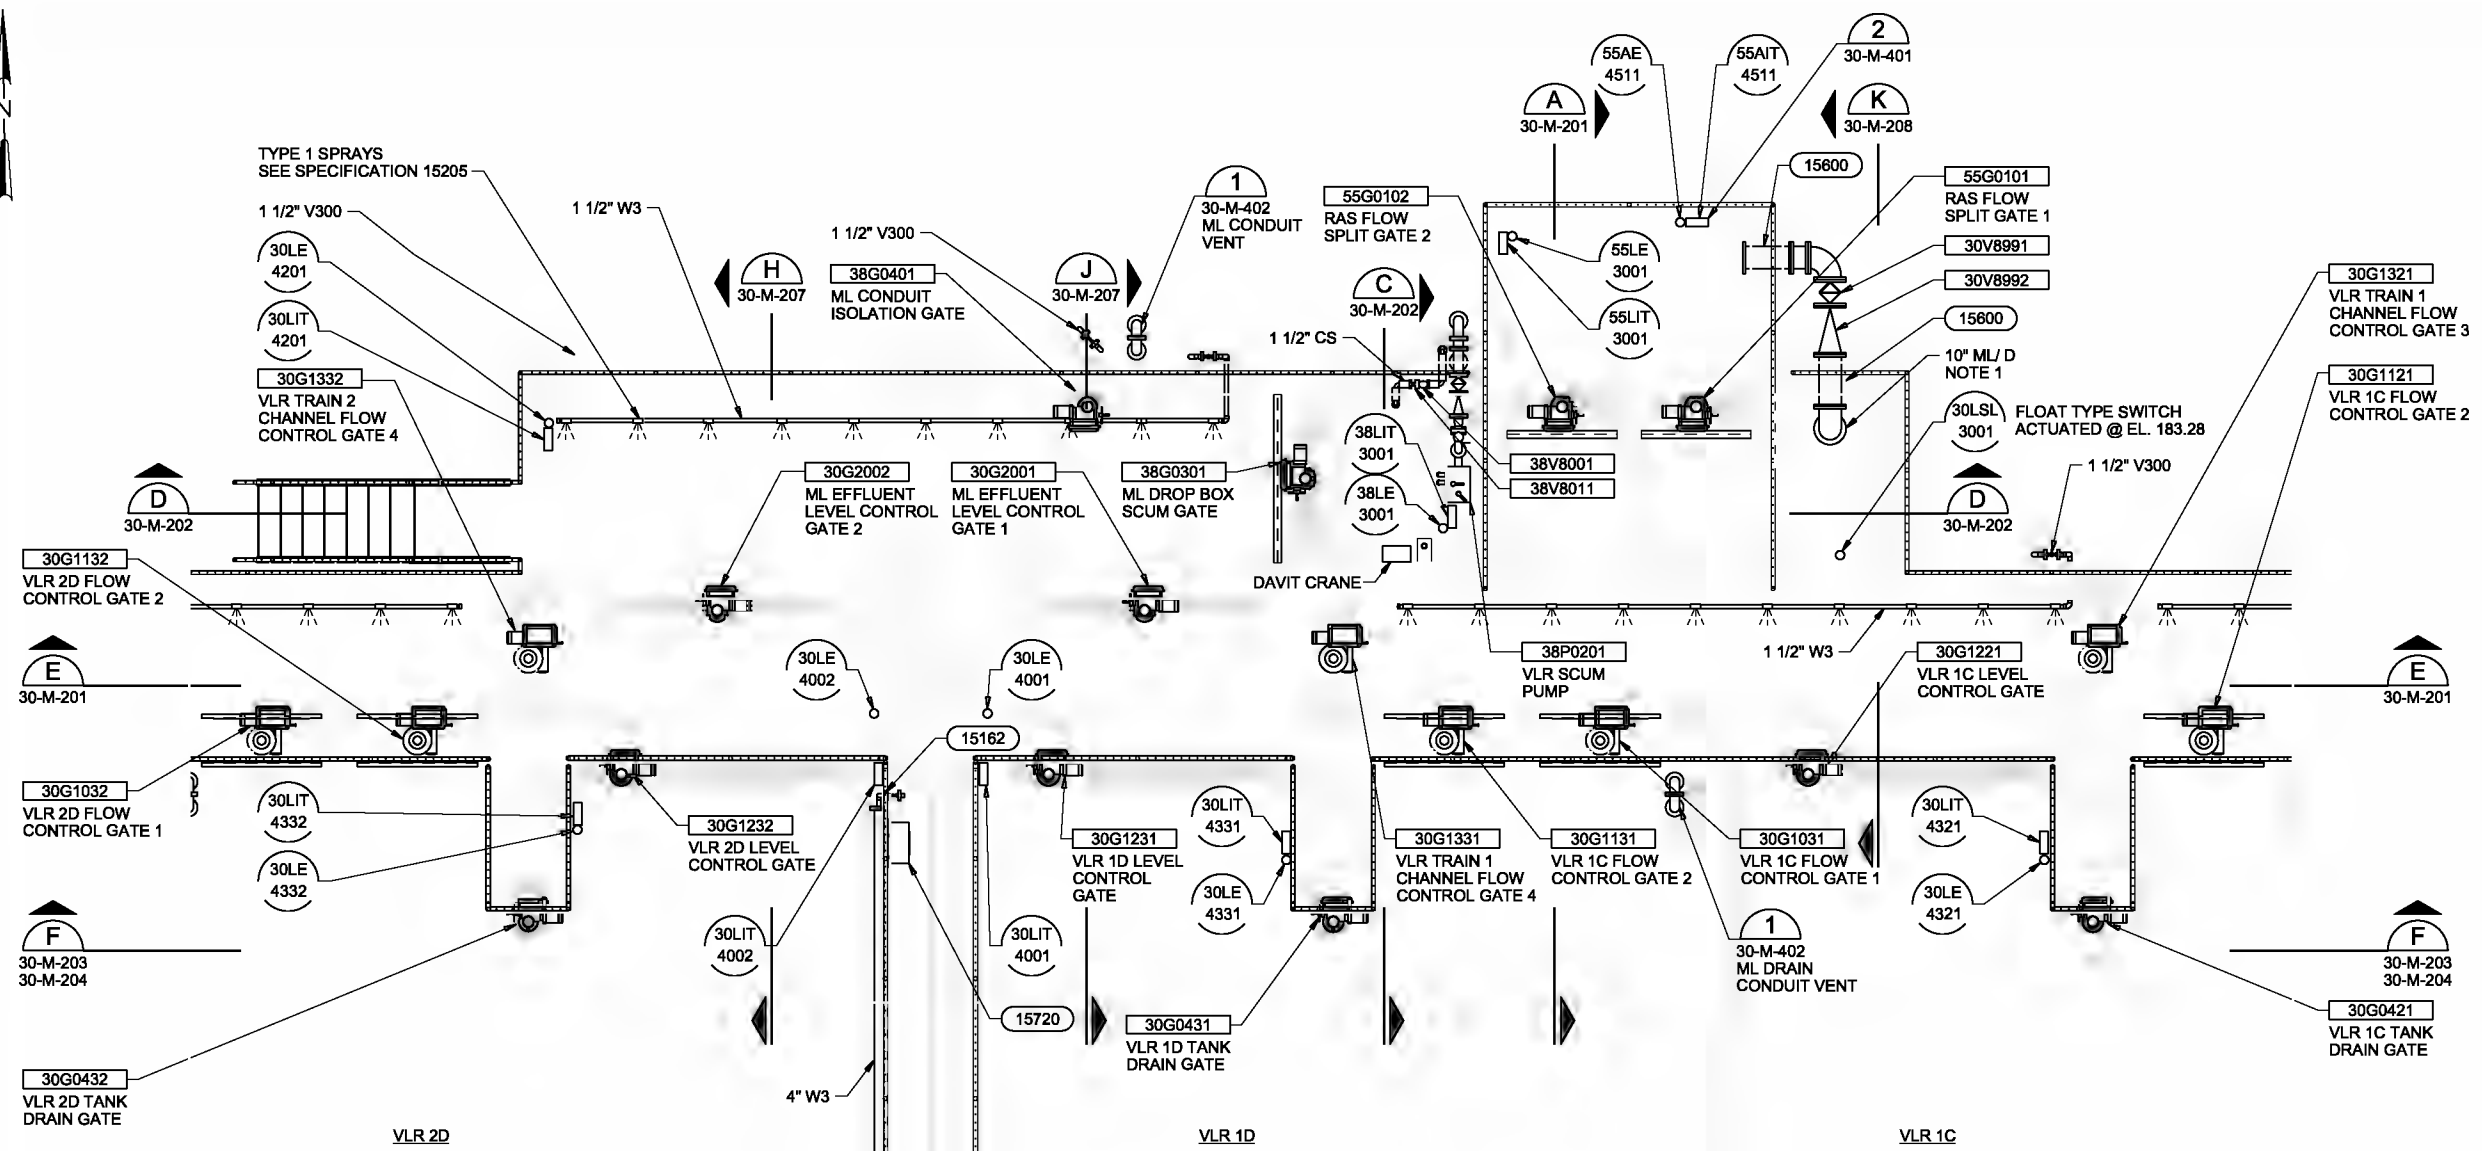 N
TYPE 1 SPRAYS
SEE SPECIFICATION 15205
1 1/2" V300
30LE
4201
30LIT
4201
30G1332
VLR TRAIN 2
CHANNEL FLOW
CONTROL GATE 4
1 1/2" W3
H
30-M-207
1 1/2" V300
38G0401
ML CONDUIT
ISOLATION GATE
J
30-M-207
1
30-M-402
ML CONDUIT
VENT
55G0102
RAS FLOW
SPLIT GATE 2
C
30-M-202
1 1/2" CS
A
30-M-201
55AE
4511
55AIT
4511
2
30-M-401
K
30-M-208
15600
55LE
3001
55LIT
3001
55G0101
RAS FLOW
SPLIT GATE 1
30V8991
30V8992
15600
10" ML/ D
NOTE 1
30LSL
3001
FLOAT TYPE SWITCH
ACTUATED @ EL. 183.28
1 1/2" V300
30G1321
VLR TRAIN 1
CHANNEL FLOW
CONTROL GATE 3
30G1121
VLR 1C FLOW
CONTROL GATE 2
D
30-M-202
30G2002
ML EFFLUENT
LEVEL CONTROL
GATE 2
30G2001
ML EFFLUENT
LEVEL CONTROL
GATE 1
38G0301
ML DROP BOX
SCUM GATE
38LIT
3001
38LE
3001
38V8001
38V8011
DAVIT CRANE
D
30-M-202
30G1132
VLR 2D FLOW
CONTROL GATE 2
E
30-M-201
30LE
4002
30LE
4001
38P0201
VLR SCUM
PUMP
1 1/2" W3
30G1221
VLR 1C LEVEL
CONTROL GATE
E
30-M-201
15162
30G1032
VLR 2D FLOW
CONTROL GATE 1
30LIT
4332
30LE
4332
30G1232
VLR 2D LEVEL
CONTROL GATE
30G1231
VLR 1D LEVEL
CONTROL
GATE
30LIT
4331
30LE
4331
30G1331
VLR TRAIN 1
CHANNEL FLOW
CONTROL GATE 4
30G1131
VLR 1C FLOW
CONTROL GATE 2
30G1031
VLR 1C FLOW
CONTROL GATE 1
30LIT
4321
30LE
4321
F
30-M-203
30-M-204
30LIT
4002
30LIT
4001
1
30-M-402
ML DRAIN
CONDUIT VENT
F
30-M-203
30-M-204
15720
30G0431
VLR 1D TANK
DRAIN GATE
30G0421
VLR 1C TANK
DRAIN GATE
30G0432
VLR 2D TANK
DRAIN GATE
4" W3
VLR 2D
VLR 1D
VLR 1C